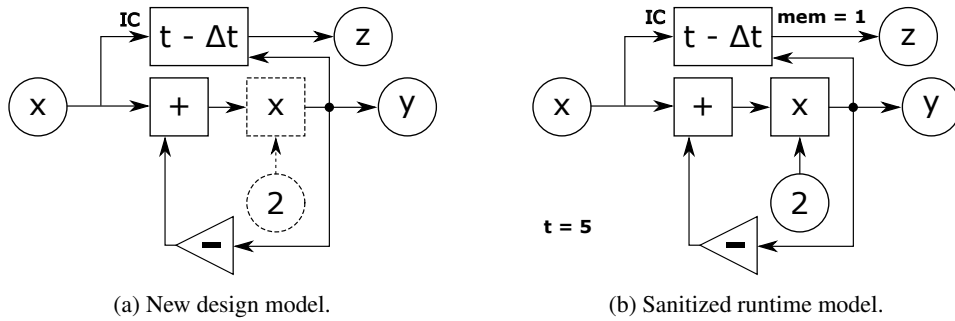 IC
t - Δt
z
x
+
x
y
2
-
(a) New design model.
IC
mem = 1
t - Δt
z
x
+
x
y
2
t = 5
-
(b) Sanitized runtime model.